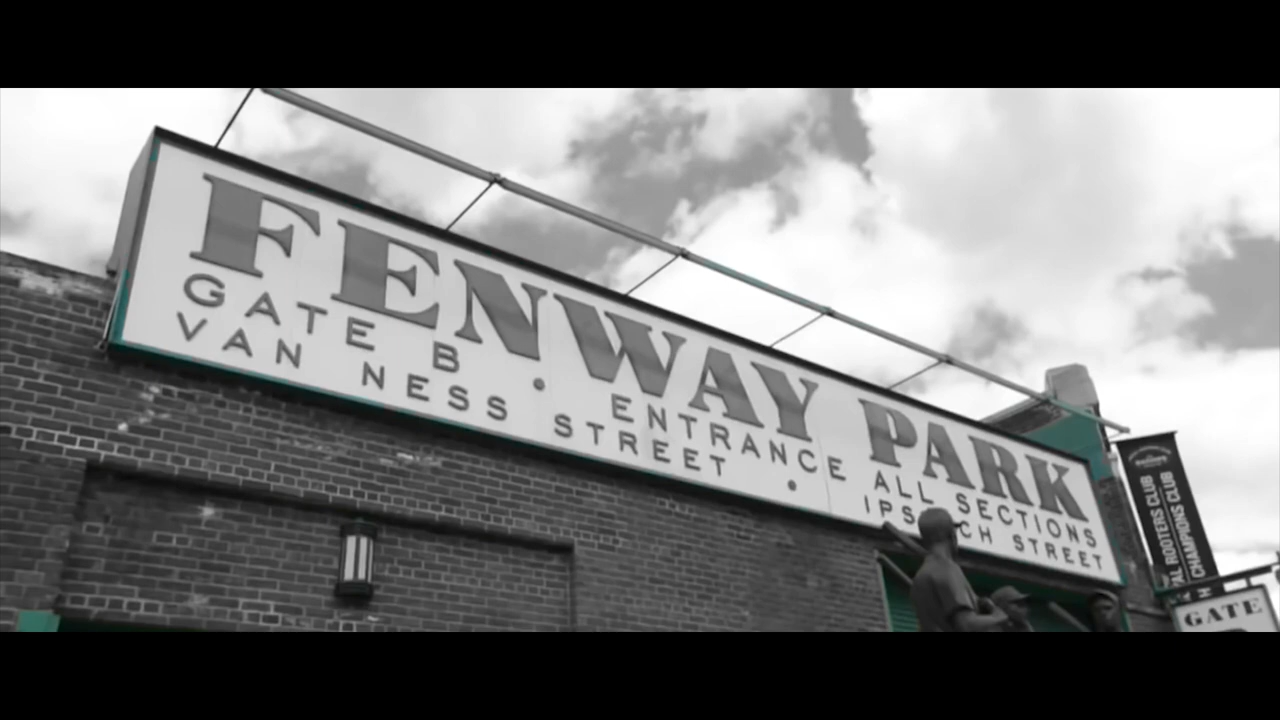 FENWAY PARK
GATE B • ENTRANCE ALL SECTIONS
VAN NESS STREET • IPSWICH STREET
ROOTERS CLUB
CHAMPIONS CLUB
GATE